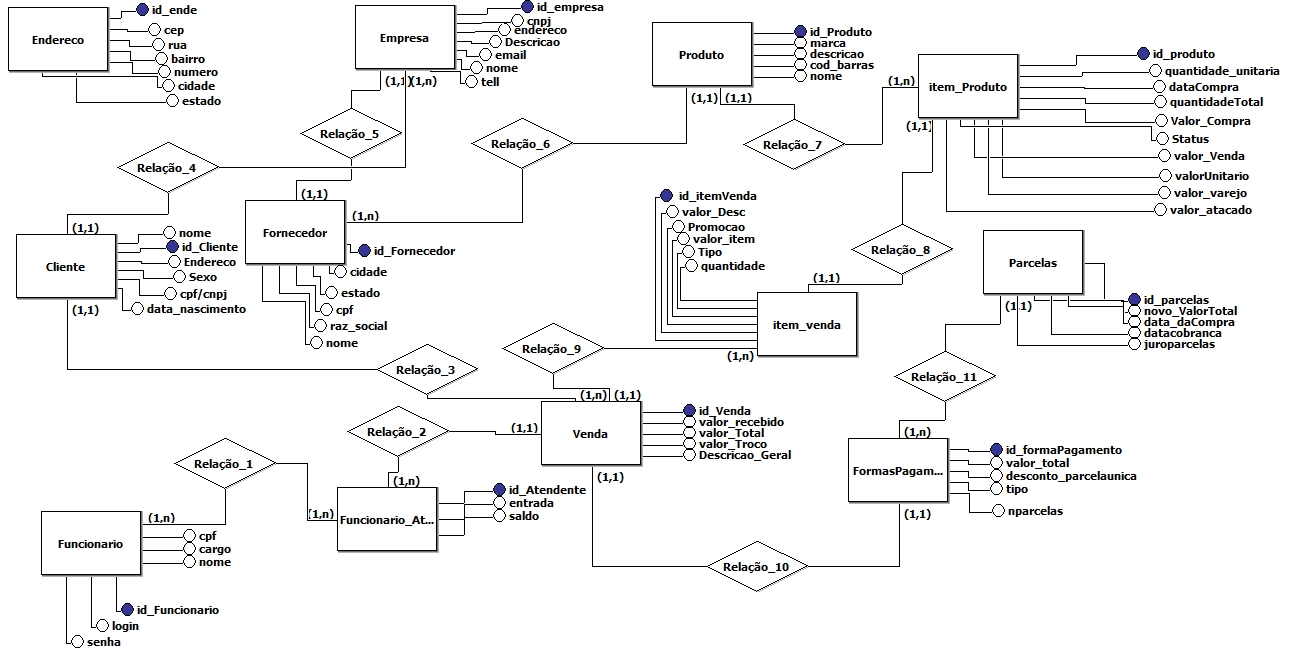 Endereco
id_ende
cep
rua
bairro
numero
cidade
estado
Empresa
id_empresa
cnpj
endereco
Descricao
email
nome
tell
(1,1)
(1,n)
Produto
id_Produto
marca
descricao
cod_barras
nome
(1,1)
(1,1)
item_Produto
id_produto
quantidade_unitaria
dataCompra
quantidadeTotal
Valor_Compra
Status
valor_Venda
valorUnitario
valor_varejo
valor_atacado
(1,n)
(1,1)
Relação_5
Relação_6
Relação_7
Relação_4
(1,1)
Fornecedor
(1,n)
id_Fornecedor
cidade
estado
cpf
raz_social
nome
(1,1)
Cliente
nome
id_Cliente
Endereco
Sexo
cpf/cnpj
data_nascimento
(1,1)
id_itemVenda
valor_Desc
Promocao
valor_item
Tipo
quantidade
Relação_8
(1,1)
item_venda
(1,n)
Parcelas
id_parcelas
novo_ValorTotal
data_daCompra
datacobranca
juroparcelas
(1,1)
Relação_9
Relação_3
Relação_11
(1,n)
(1,1)
Venda
(1,1)
id_Venda
valor_recebido
valor_Total
valor_Troco
Descricao_Geral
(1,1)
Relação_2
(1,n)
Relação_1
(1,n)
(1,n)
Funcionario_At...
id_Atendente
entrada
saldo
(1,n)
FormasPagam...
id_formaPagamento
valor_total
desconto_parcelaunica
tipo
nparcelas
(1,1)
Funcionario
cpf
cargo
nome
id_Funcionario
login
senha
Relação_10